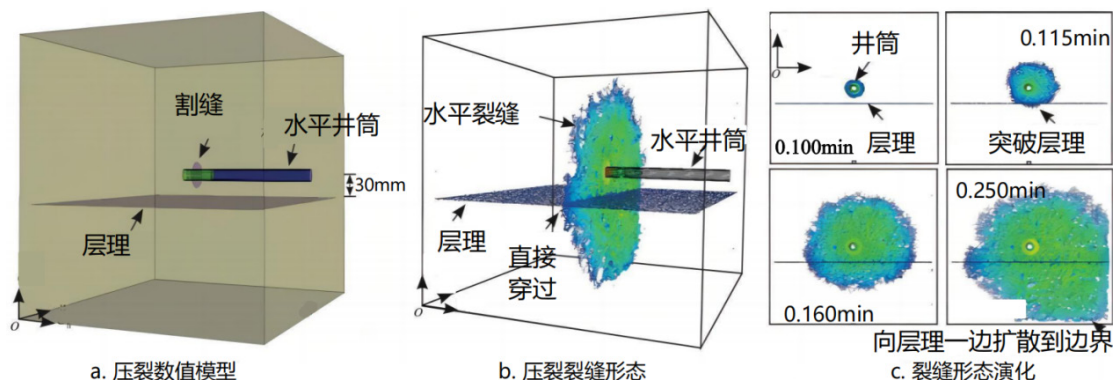 割缝
水平井筒
30mm
层理
o
a. 压裂数值模型
水平裂缝
水平井筒
层理
直接
穿过
o
b. 压裂裂缝形态
o
井筒
层理
0.100min
0.115min
突破层理
0.160min
0.250min
向层理一边扩散到边界
c. 裂缝形态演化